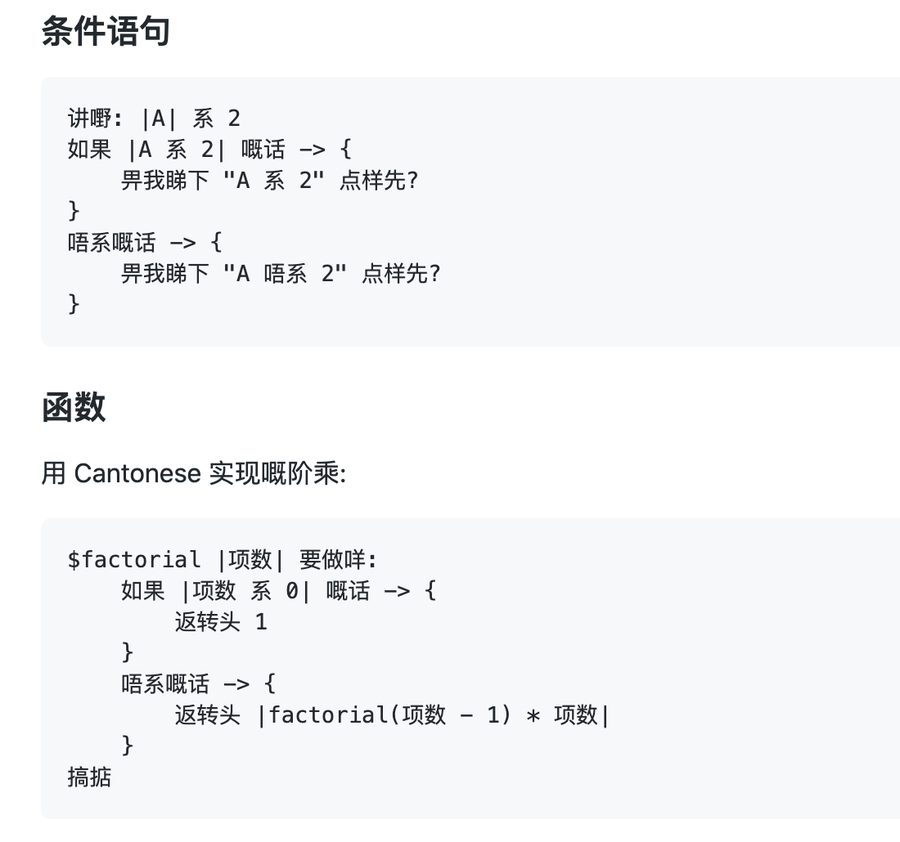 条件语句
讲嘢: |A| 系 2
如果 |A 系 2| 嘅话 -> {
    畀我睇下 "A 系 2" 点样先?
}
唔系嘅话 -> {
    畀我睇下 "A 唔系 2" 点样先?
}
函数
用 Cantonese 实现嘅阶乘:
$factorial |项数| 要做咩:
    如果 |项数 系 0| 嘅话 -> {
        返转头 1
    }
    唔系嘅话 -> {
        返转头 |factorial(项数 - 1) * 项数|
    }
搞掂